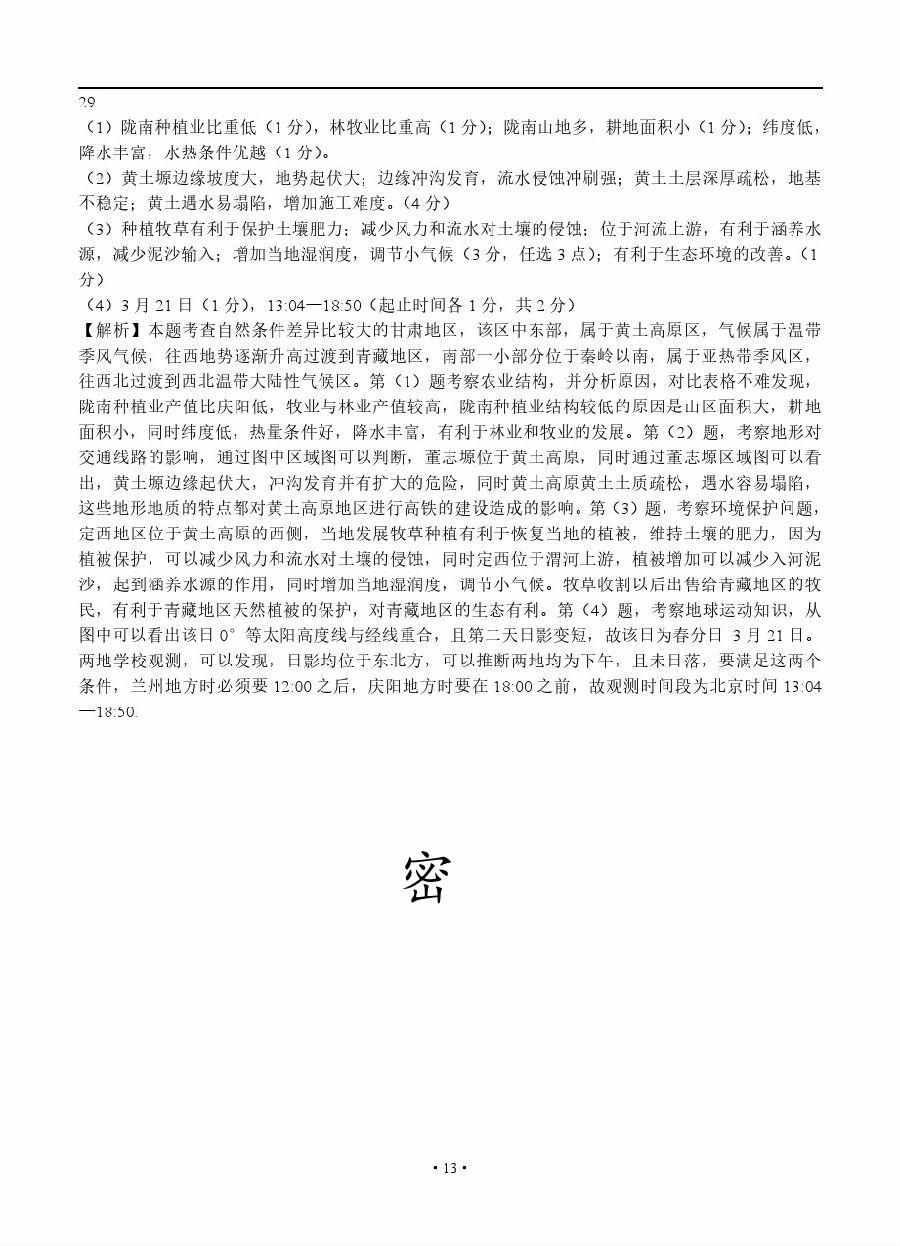 29
（1）陇南种植业比重低（1 分），林牧业比重高（1 分）；陇南山地多，耕地面积小（1 分）；纬度低，
降水丰富，水热条件优越（1 分）。
（2）黄土塬边缘坡度大，地势起伏大；边缘冲沟发育，流水侵蚀冲刷强；黄土土层深厚疏松，地基
不稳定；黄土遇水易塌陷，增加施工难度。（4 分）
（3）种植牧草有利于保护土壤肥力；减少风力和流水对土壤的侵蚀；位于河流上游，有利于涵养水
源，减少泥沙输入；增加当地湿润度，调节小气候（3 分，任选 3 点）；有利于生态环境的改善。（1
分）
（4）3 月 21 日（1 分），13:04—18:50（起止时间各 1 分，共 2 分）
【解析】本题考查自然条件差异比较大的甘肃地区，该区中东部，属于黄土高原区，气候属于温带
季风气候，往西地势逐渐升高过渡到青藏地区，南部一小部分位于秦岭以南，属于亚热带季风区，
往西北过渡到西北温带大陆性气候区。第（1）题考察农业结构，并分析原因，对比表格不难发现，
陇南种植业产值比庆阳低，牧业与林业产值较高，陇南种植业结构较低的原因是山区面积大，耕地
面积小，同时纬度低，热量条件好，降水丰富，有利于林业和牧业的发展。第（2）题，考察地形对
交通线路的影响，通过图中区域图可以判断，董志塬位于黄土高原，同时通过董志塬区域图可以看
出，黄土塬边缘起伏大，冲沟发育并有扩大的危险，同时黄土高原黄土土质疏松，遇水容易塌陷，
这些地形地质的特点都对黄土高原地区进行高铁的建设造成的影响。第（3）题，考察环境保护问题，
定西地区位于黄土高原的西侧，当地发展牧草种植有利于恢复当地的植被，维持土壤的肥力，因为
植被保护，可以减少风力和流水对土壤的侵蚀，同时定西位于渭河上游，植被增加可以减少入河泥
沙，起到涵养水源的作用，同时增加当地湿润度，调节小气候。牧草收割以后出售给青藏地区的牧
民，有利于青藏地区天然植被的保护，对青藏地区的生态有利。第（4）题，考察地球运动知识，从
图中可以看出该日 0° 等太阳高度线与经线重合，且第二天日影变短，故该日为春分日 3 月 21 日。
两地学校观测，可以发现，日影均位于东北方，可以推断两地均为下午，且未日落，要满足这两个
条件，兰州地方时必须要 12:00 之后，庆阳地方时要在 18:00 之前，故观测时间段为北京时间 13:04
—18:50.
密
·13·